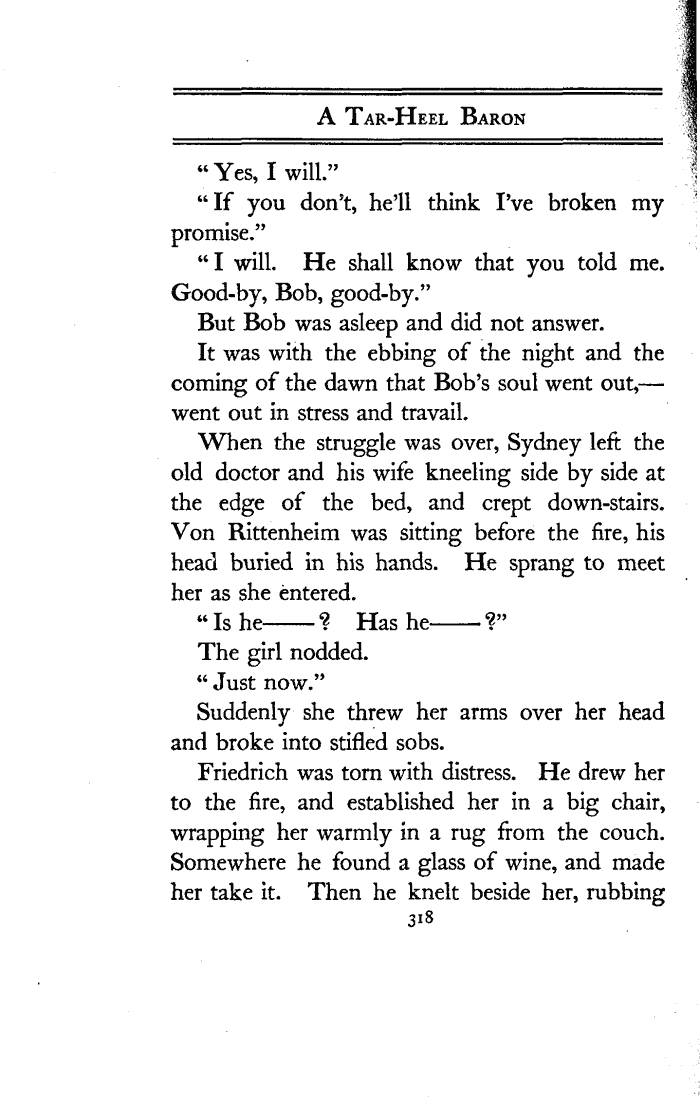 A Tar-Heel Baron
“Yes, I will.”
“If you don’t, he’ll think I’ve broken my
promise.”
“I will. He shall know that you told me.
Good-by, Bob, good-by.”
But Bob was asleep and did not answer.
It was with the ebbing of the night and the
coming of the dawn that Bob’s soul went out,—
went out in stress and travail.
When the struggle was over, Sydney left the
old doctor and his wife kneeling side by side at
the edge of the bed, and crept down-stairs.
Von Rittenheim was sitting before the fire, his
head buried in his hands. He sprang to meet
her as she entered.
“Is he——? Has he——?”
The girl nodded.
“Just now.”
Suddenly she threw her arms over her head
and broke into stifled sobs.
Friedrich was torn with distress. He drew her
to the fire, and established her in a big chair,
wrapping her warmly in a rug from the couch.
Somewhere he found a glass of wine, and made
her take it. Then he knelt beside her, rubbing
318